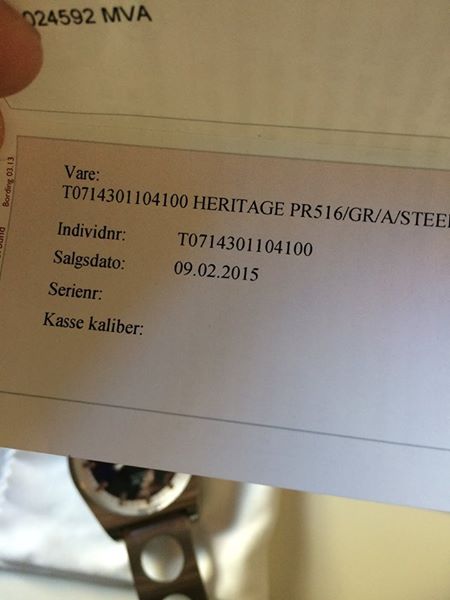 024592 MVA
Bording 03.13
Vare:
T0714301104100 HERITAGE PR516/GR/A/STEEL
Individnr: T0714301104100
Salgsdato: 09.02.2015
Serienr:
Kasse kaliber: